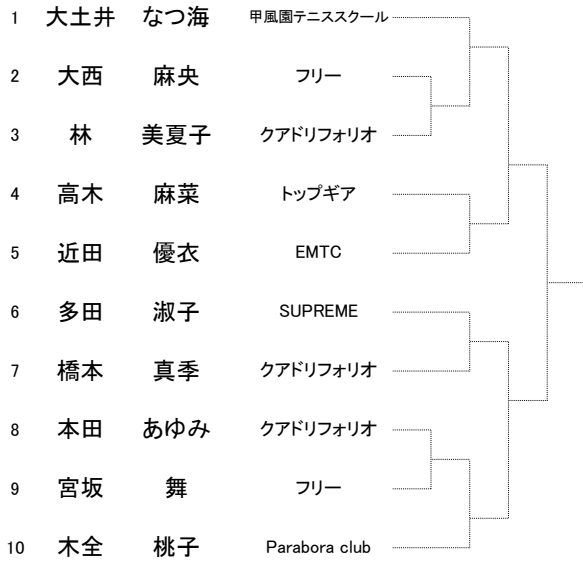 1 大土井 なつ海 甲風園テニススクール
2 大西 麻央 フリー
3 林 美夏子 クアドリフォリオ
4 高木 麻菜 トップギア
5 近田 優衣 EMTC
6 多田 淑子 SUPREME
7 橋本 真季 クアドリフォリオ
8 本田 あゆみ クアドリフォリオ
9 宮坂 舞 フリー
10 木全 桃子 Parabora club